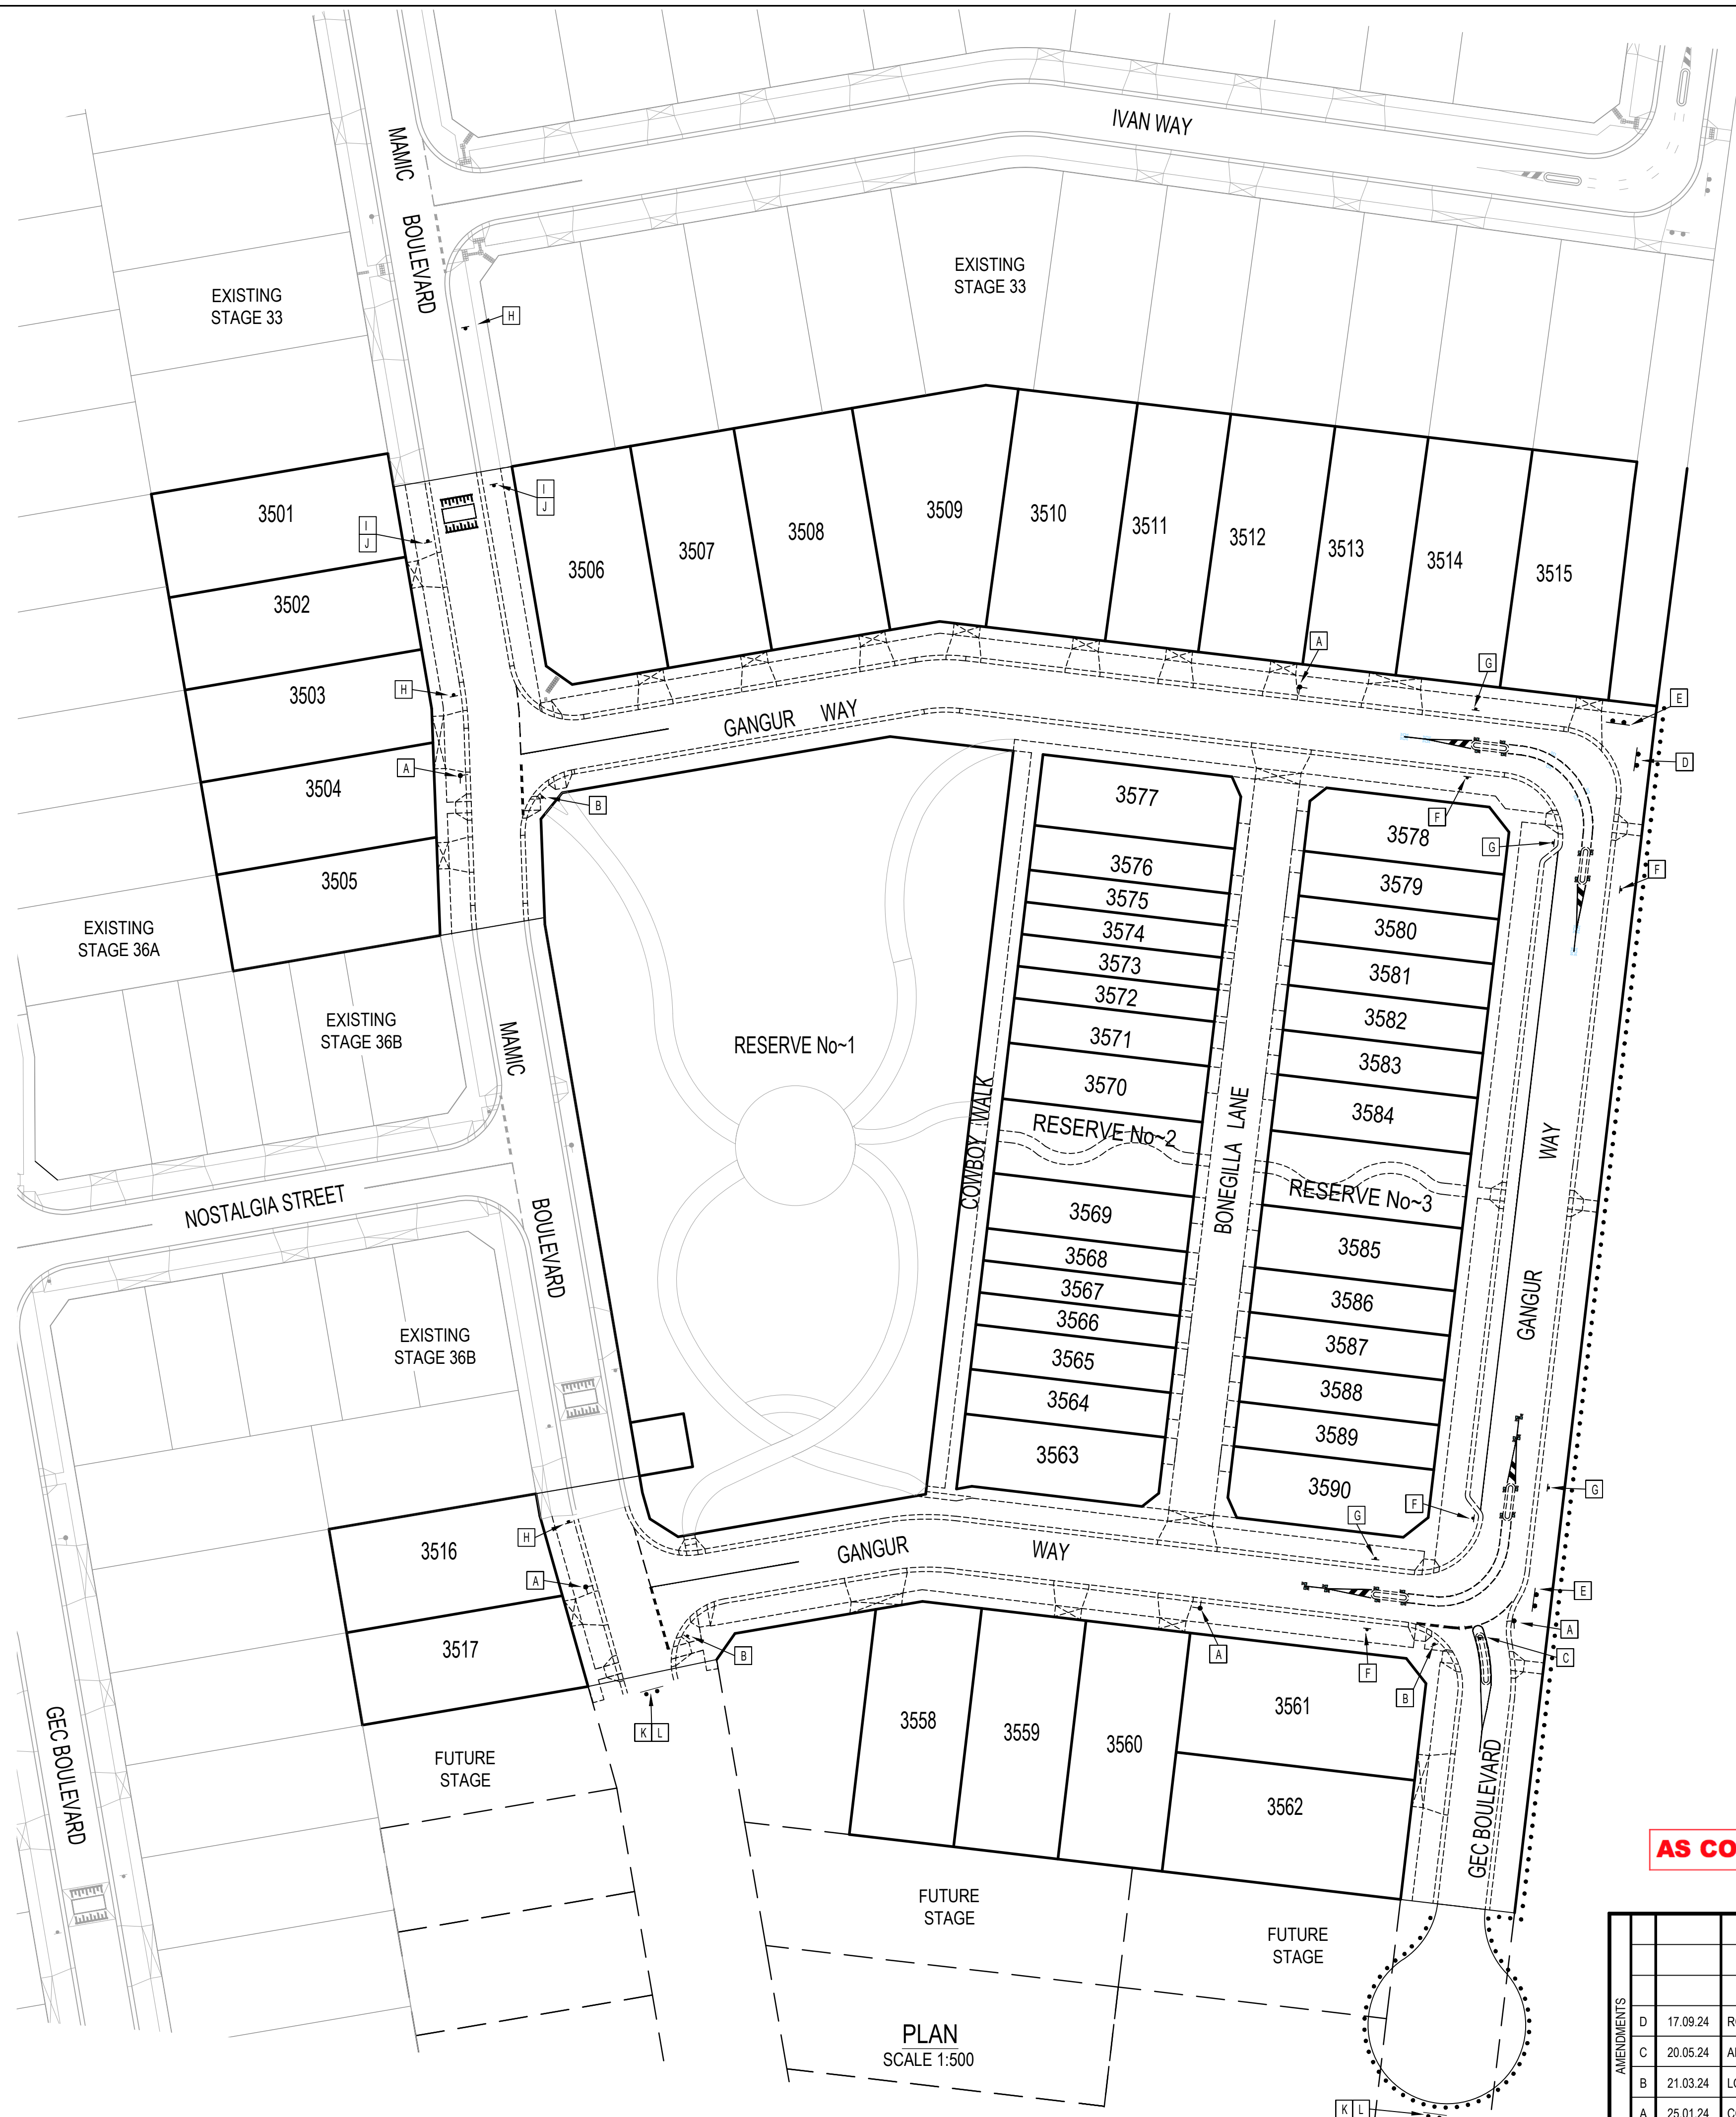 IVAN WAY
MAMIC
BOULEVARD
EXISTING
STAGE 33
EXISTING
STAGE 33
H
I
J
I
J
3501
3502
3503
3504
3505
3506
3507
3508
3509
3510
3511
3512
3513
3514
3515
H
A
B
A
G
E
D
F
G
F
GANGUR WAY
EXISTING
STAGE 36A
EXISTING
STAGE 36B
MAMIC
BOULEVARD
NOSTALGIA STREET
EXISTING
STAGE 36B
RESERVE No~1
COWBOY WALK
3577
3576
3575
3574
3573
3572
3571
3570
RESERVE No~2
3569
3568
3567
3566
3565
3564
3563
BONEGILLA LANE
3578
3579
3580
3581
3582
3583
3584
RESERVE No~3
3585
3586
3587
3588
3589
3590
GANGUR WAY
G
F
G
E
A
C
B
F
A
B
GANGUR WAY
H
A
3516
3517
K L
GEC BOULEVARD
FUTURE
STAGE
3558
3559
3560
3561
3562
GEC BOULEVARD
FUTURE
STAGE
FUTURE
STAGE
PLAN
SCALE 1:500
K L
AS CO
AMENDMENTS
D 17.09.24
C 20.05.24
B 21.03.24
A 25.01.24